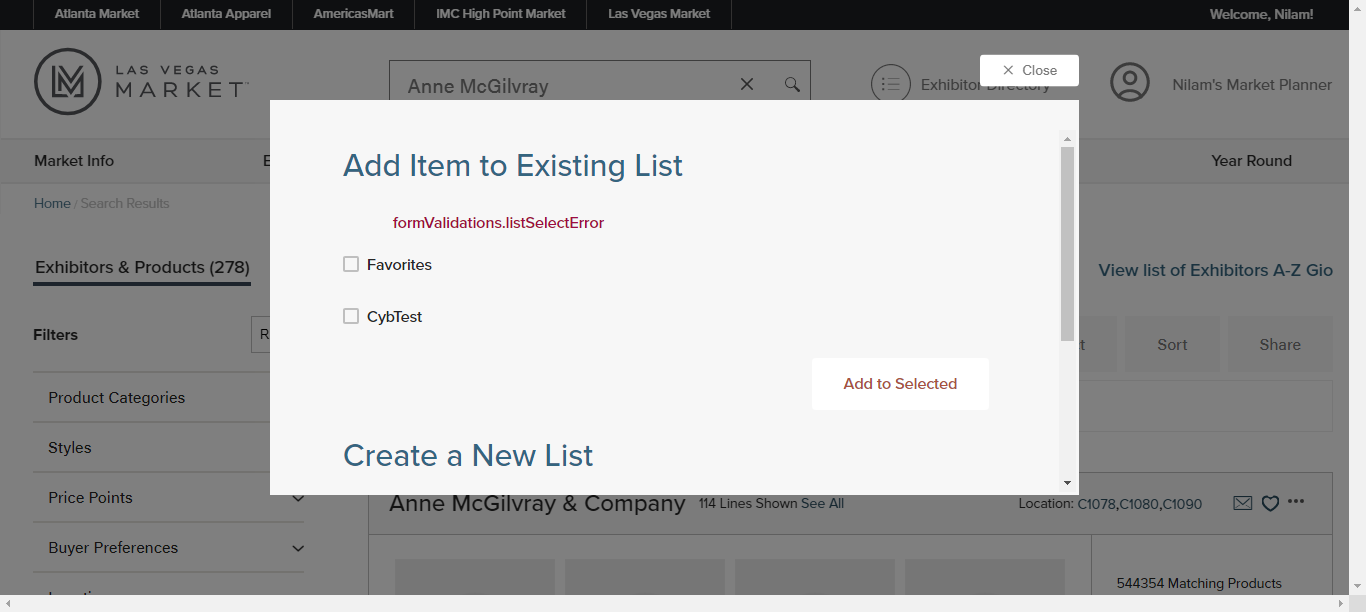 Atlanta Market Atlanta Apparel AmericasMart IMC High Point Market Las Vegas Market Welcome, Nilam!
LAS VEGAS
MARKET
Anne McGilvray
Exhibitor Directory
Close
Nilam's Market Planner
Market Info E Year Round
Home / Search Results
Add Item to Existing List
formValidations.listSelectError
Favorites
CybTest
Add to Selected
Create a New List
Exhibitors & Products (278)
View list of Exhibitors A-Z Gio
Filters R
t Sort Share
Product Categories
Styles
Price Points
Buyer Preferences
Anne McGilvray & Company 114 Lines Shown See All Location: C1078,C1080,C1090
544354 Matching Products